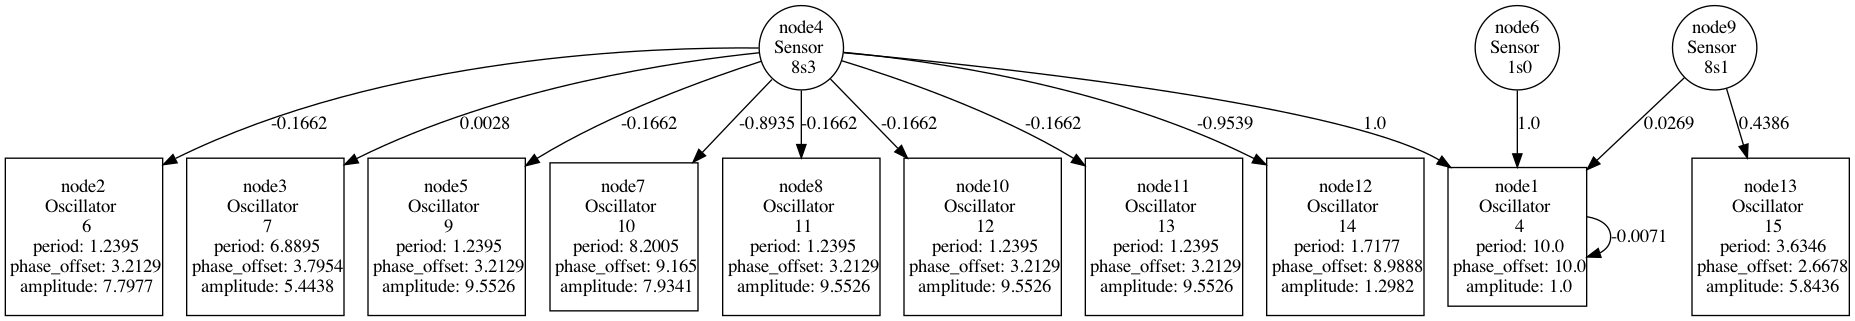 node4
Sensor
8s3
node6
Sensor
1s0
node9
Sensor
8s1
-0.1662
0.0028
-0.1662
-0.8935
-0.1662
-0.1662
-0.1662
-0.9539
1.0
1.0
0.0269
0.4386
node2
Oscillator
6
period: 1.2395
phase_offset: 3.2129
amplitude: 7.7977
node3
Oscillator
7
period: 6.8895
phase_offset: 3.7954
amplitude: 5.4438
node5
Oscillator
9
period: 1.2395
phase_offset: 3.2129
amplitude: 9.5526
node7
Oscillator
10
period: 8.2005
phase_offset: 9.165
amplitude: 7.9341
node8
Oscillator
11
period: 1.2395
phase_offset: 3.2129
amplitude: 9.5526
node10
Oscillator
12
period: 1.2395
phase_offset: 3.2129
amplitude: 9.5526
node11
Oscillator
13
period: 1.2395
phase_offset: 3.2129
amplitude: 9.5526
node12
Oscillator
14
period: 1.7177
phase_offset: 8.9888
amplitude: 1.2982
node1
Oscillator
4
period: 10.0
phase_offset: 10.0
amplitude: 1.0
-0.0071
node13
Oscillator
15
period: 3.6346
phase_offset: 2.6678
amplitude: 5.8436